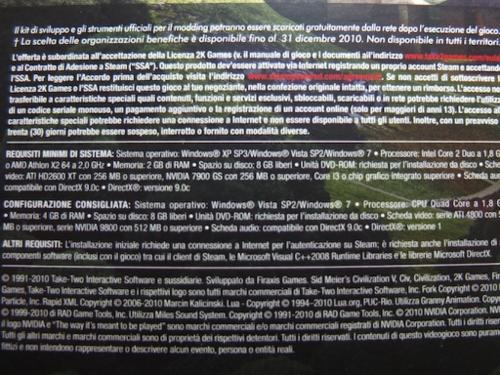 Il kit di sviluppo e gli strumenti ufficiali per il modding potranno essere scaricati gratuitamente dalla rete dopo l'esecuzione del gioco.
† La scelta delle organizzazioni benefiche è disponibile fino al 31 dicembre 2010. Non disponibile in tutti i territori
L'offerta è subordinata all'accettazione della Licenza 2K Games (v. il manuale di gioco e i documenti all'indirizzo www.take2games.com/eula
e al Contratto di Adesione a Steam ("SSA"). Questo prodotto dev'essere attivato via Internet registrando un proprio account Steam e accettando
l'SSA. Per leggere l'Accordo prima dell'acquisto visita l'indirizzo Se non accetti di sottoscrivere
Licenza 2K Games o l'SSA restituisci questo gioco al tuo negoziante, nella confezione originale intatta, per ottenere un rimborso. L'accesso non
trasferibile a caratteristiche speciali quali contenuti, funzioni o servizi esclusivi, sbloccabili, scaricabili o in rete potrebbe richiedere l'utilizzo
di un codice seriale monouso, un pagamento aggiuntivo e la registrazione di un account online (solo per maggiori di 13 anni). L'accesso a
caratteristiche speciali potrebbe richiedere una connessione a Internet e non essere disponibile a tutti gli utenti. Inoltre, con un preavviso
trenta (30) giorni potrebbe essere sospeso, interrotto o fornito con modalità diverse.
REQUISITI MINIMI DI SISTEMA: Sistema operativo: Windows® XP SP3/Windows® Vista SP2/Windows® 7 • Processore: Intel Core 2 Duo a 1,8 G
o AMD Athlon X2 64 a 2,0 GHz • Memoria: 2 GB di RAM • Spazio su disco: 8 GB liberi • Unità DVD-ROM: richiesta per l'installazione da disco • Sche
video: ATI HD2600 XT con 256 MB o superiore, NVIDIA 7900 GS con 256 MB o superiore, Core I3 o chip grafico integrato superiore • Scheda aud
compatibile con DirectX 9.0c • DirectX®: versione 9.0c
CONFIGURAZIONE CONSIGLIATA: Sistema operativo: Windows® Vista SP2/Windows® 7 • Processore: CPU Quad Core a 1,8 G
• Memoria: 4 GB di RAM • Spazio su disco: 8 GB liberi • Unità DVD-ROM: richiesta per l'installazione da disco • Scheda video: serie ATI 4800 con
MB o superiore, serie NVIDIA 9800 con 512 MB o superiore • Scheda audio: compatibile con DirectX 9.0c • DirectX®: versione 1
ALTRI REQUISITI: L'installazione iniziale richiede una connessione a Internet per l'autenticazione su Steam; è richiesta anche l'installazione di
componenti software (inclusi con il gioco) tra cui il client di Steam, le Microsoft Visual C++2008 Runtime Libraries e le librerie Microsoft DirectX.
© 1991-2010 Take-Two Interactive Software e sussidiarie. Sviluppato da Firaxis Games. Sid Meier's Civilization V, Civ, Civilization, 2K Games, Fira
Games, Take-Two Interactive Software e i rispettivi logo sono tutti marchi commerciali di Take-Two Interactive Software, Inc. Fork Copyright © 2010
Particle, Inc. Rapid XML Copyright © 2006-2010 Marcin Kalicinski. Lua - Copyright © 1994–2010 Lua.org, PUC-Rio. Utilizza Granny Animation. Copyrig
© 1999-2010 di RAD Game Tools, Inc. Utilizza Miles Sound System. Copyright © 1991-2010 di RAD Game Tools, Inc. © 2010 NVIDIA Corporation. N
il logo NVIDIA e "The way it's meant to be played" sono marchi commerciali e/o marchi commerciali registrati di NVIDIA Corporation. Tutti i diritti riserv
Tutti gli altri marchi e marchi commerciali sono di proprietà dei rispettivi detentori. Tutti i diritti riservati. I contenuti di questo videogioco sono puram
fittizi e non intendono rappresentare o descrivere alcun evento, persona o entità reali.